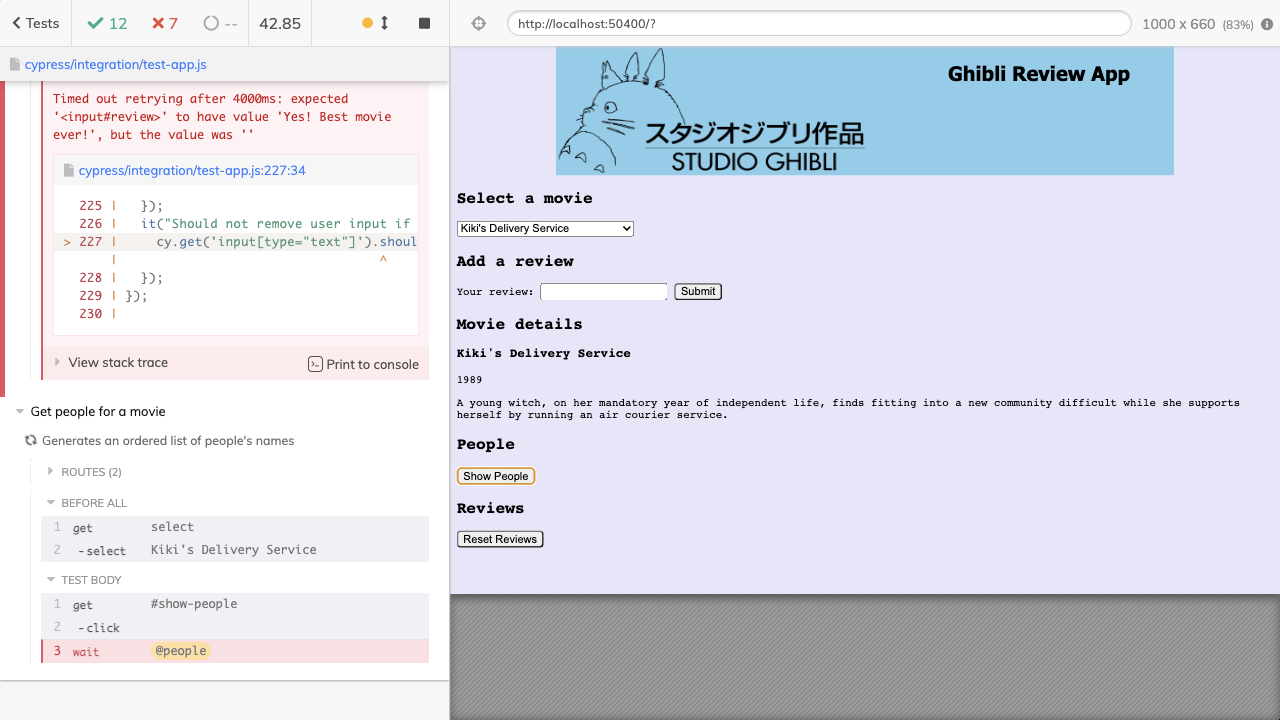 Tests
12
7
--
42.85
http://localhost:50400/?
1000 x 660 (83%)
cypress/integration/test-app.js
Timed out retrying after 4000ms: expected
'<input#review>' to have value 'Yes! Best movie
ever!', but the value was ''
cypress/integration/test-app.js:227:34
225 | });
226 | it("Should not remove user input if
> 227 | cy.get('input[type="text"]').shoul
| ^
228 | });
229 | });
230 |
View stack trace
Print to console
Get people for a movie
Generates an ordered list of people's names
ROUTES (2)
BEFORE ALL
1 get select
2 -select Kiki's Delivery Service
TEST BODY
1 get #show-people
2 -click
3 wait @people
Ghibli Review App
スタジオジブリ作品
STUDIO GHIBLI
Select a movie
Kiki's Delivery Service
Add a review
Your review: Submit
Movie details
Kiki's Delivery Service
1989
A young witch, on her mandatory year of independent life, finds fitting into a new community difficult while she supports
herself by running an air courier service.
People
Show People
Reviews
Reset Reviews